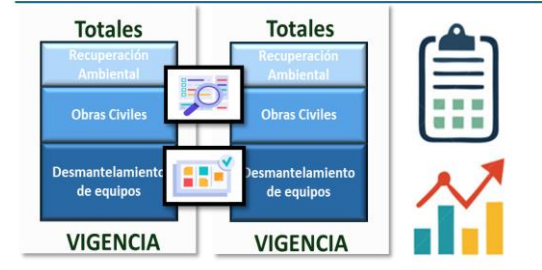 Totales
Recuperación
Ambiental
Obras Civiles
Desmantelamiento
de equipos
VIGENCIA
Totales
Recuperación
Ambiental
Obras Civiles
Desmantelamiento
de equipos
VIGENCIA